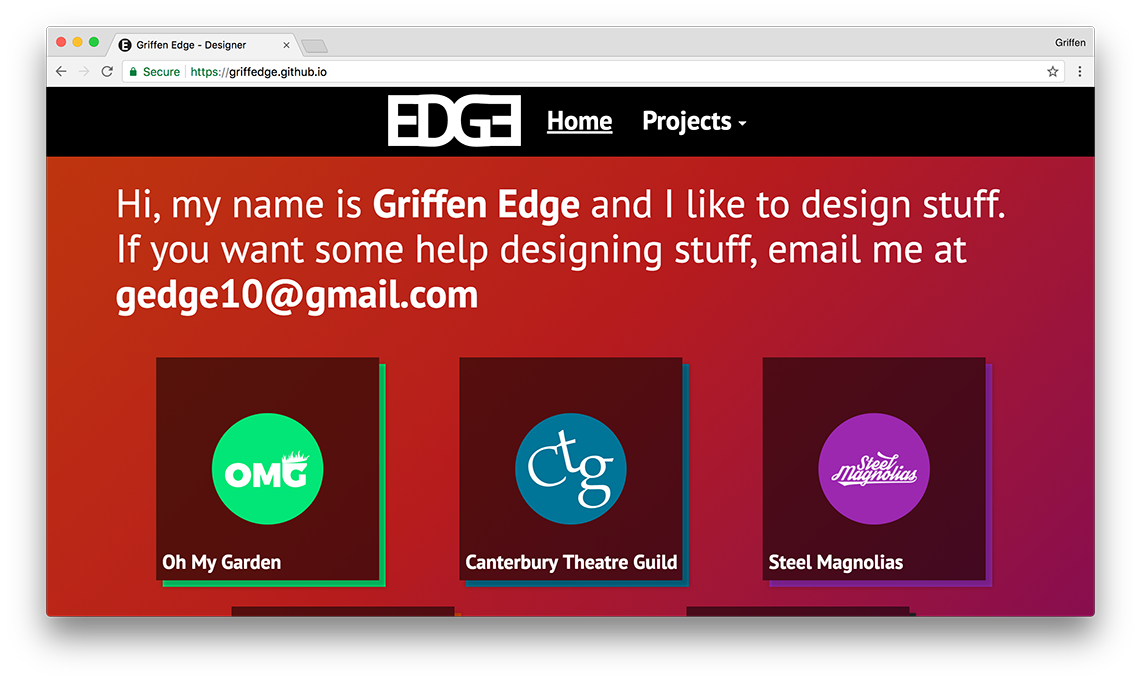 Griffen Edge - Designer
Griffen
Secure https://griffedge.github.io
EDGE Home Projects
Hi, my name is Griffen Edge and I like to design stuff.
If you want some help designing stuff, email me at
gedge10@gmail.com
OMG
ctg
Steel
Magnolias
Oh My Garden
Canterbury Theatre Guild
Steel Magnolias